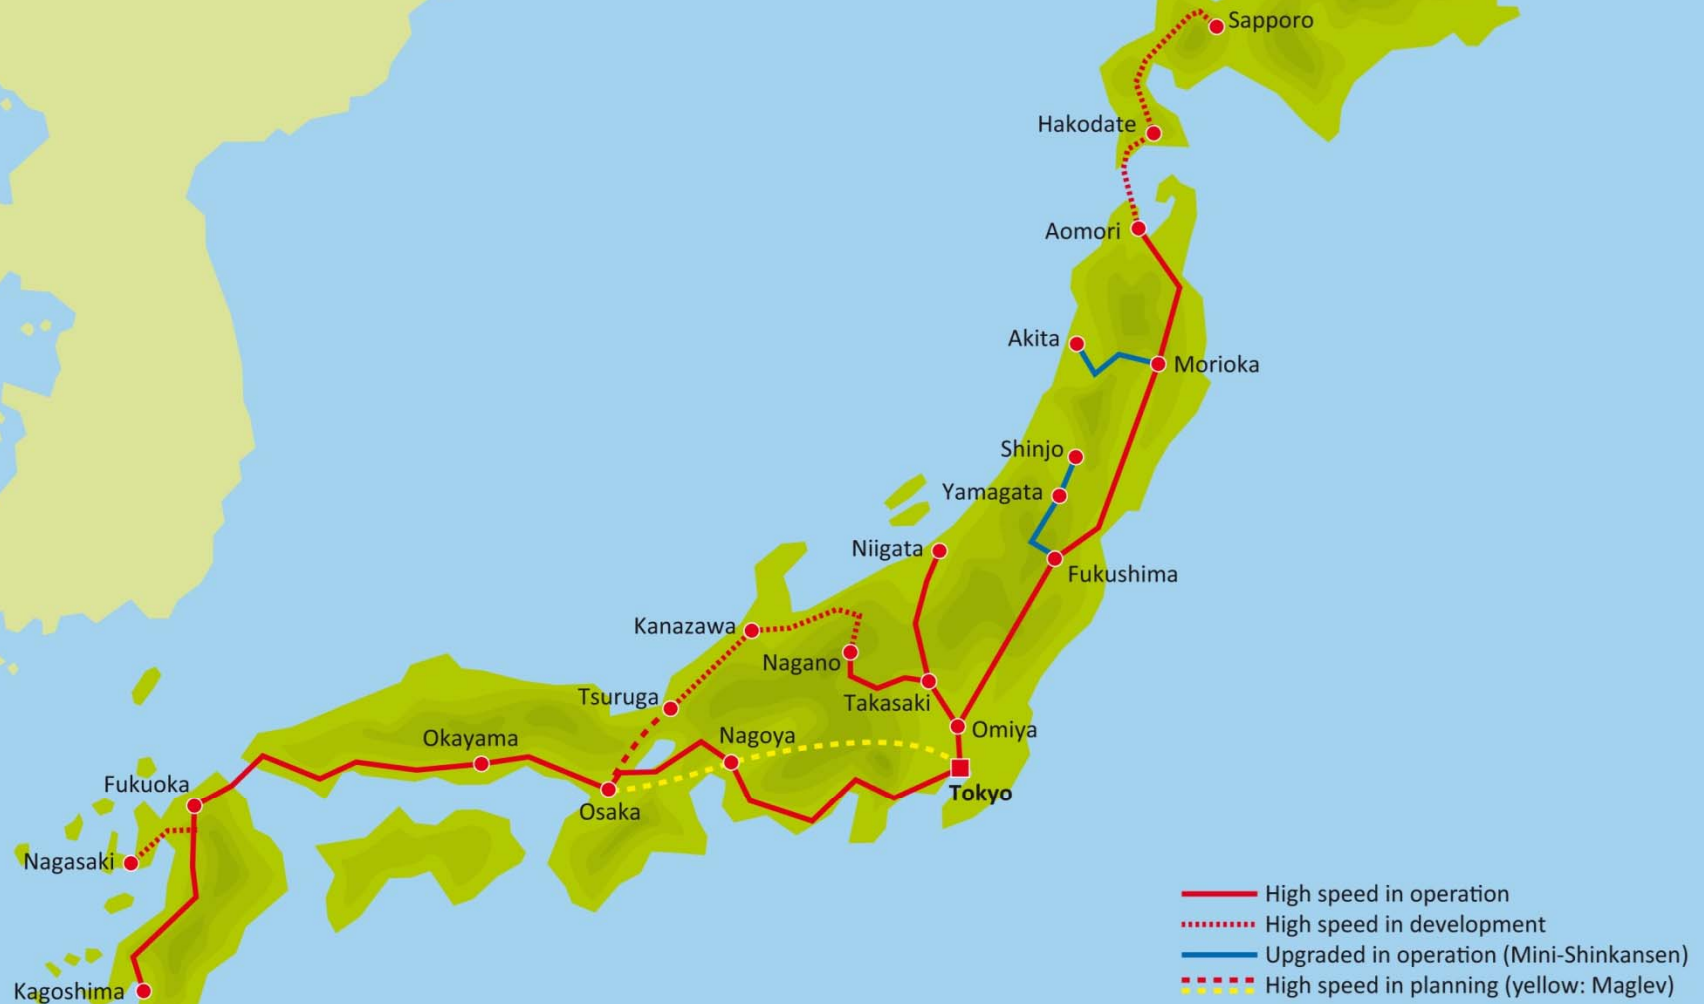 Sapporo
Hakodate
Aomori
Akita
Morioka
Shinjo
Yamagata
Niigata
Fukushima
Kanazawa
Nagano
Tsuruga
Takasaki
Omiya
Okayama
Nagoya
Fukuoka
Tokyo
Osaka
Nagasaki
Kagoshima
High speed in operation
High speed in development
Upgraded in operation (Mini-Shinkansen)
High speed in planning (yellow: Maglev)